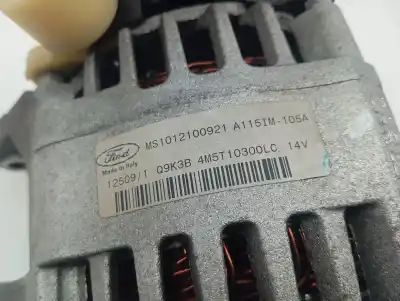 Ford
Made in Italy
MS1012100921 A115IM-105A
12509/1 Q9K3B 4M5T10300LC 14V